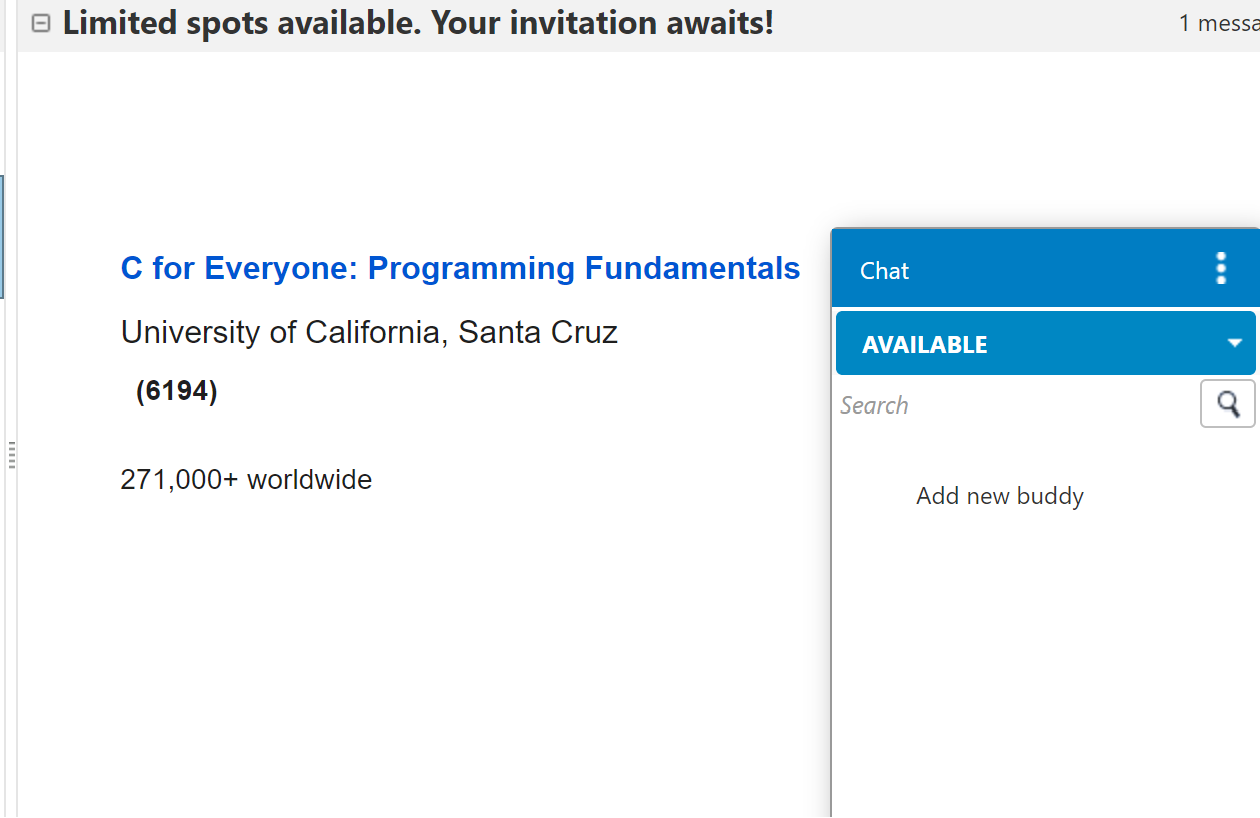 Limited spots available. Your invitation awaits!
1 messa
C for Everyone: Programming Fundamentals
University of California, Santa Cruz
(6194)
271,000+ worldwide
Chat
AVAILABLE
Search
Add new buddy